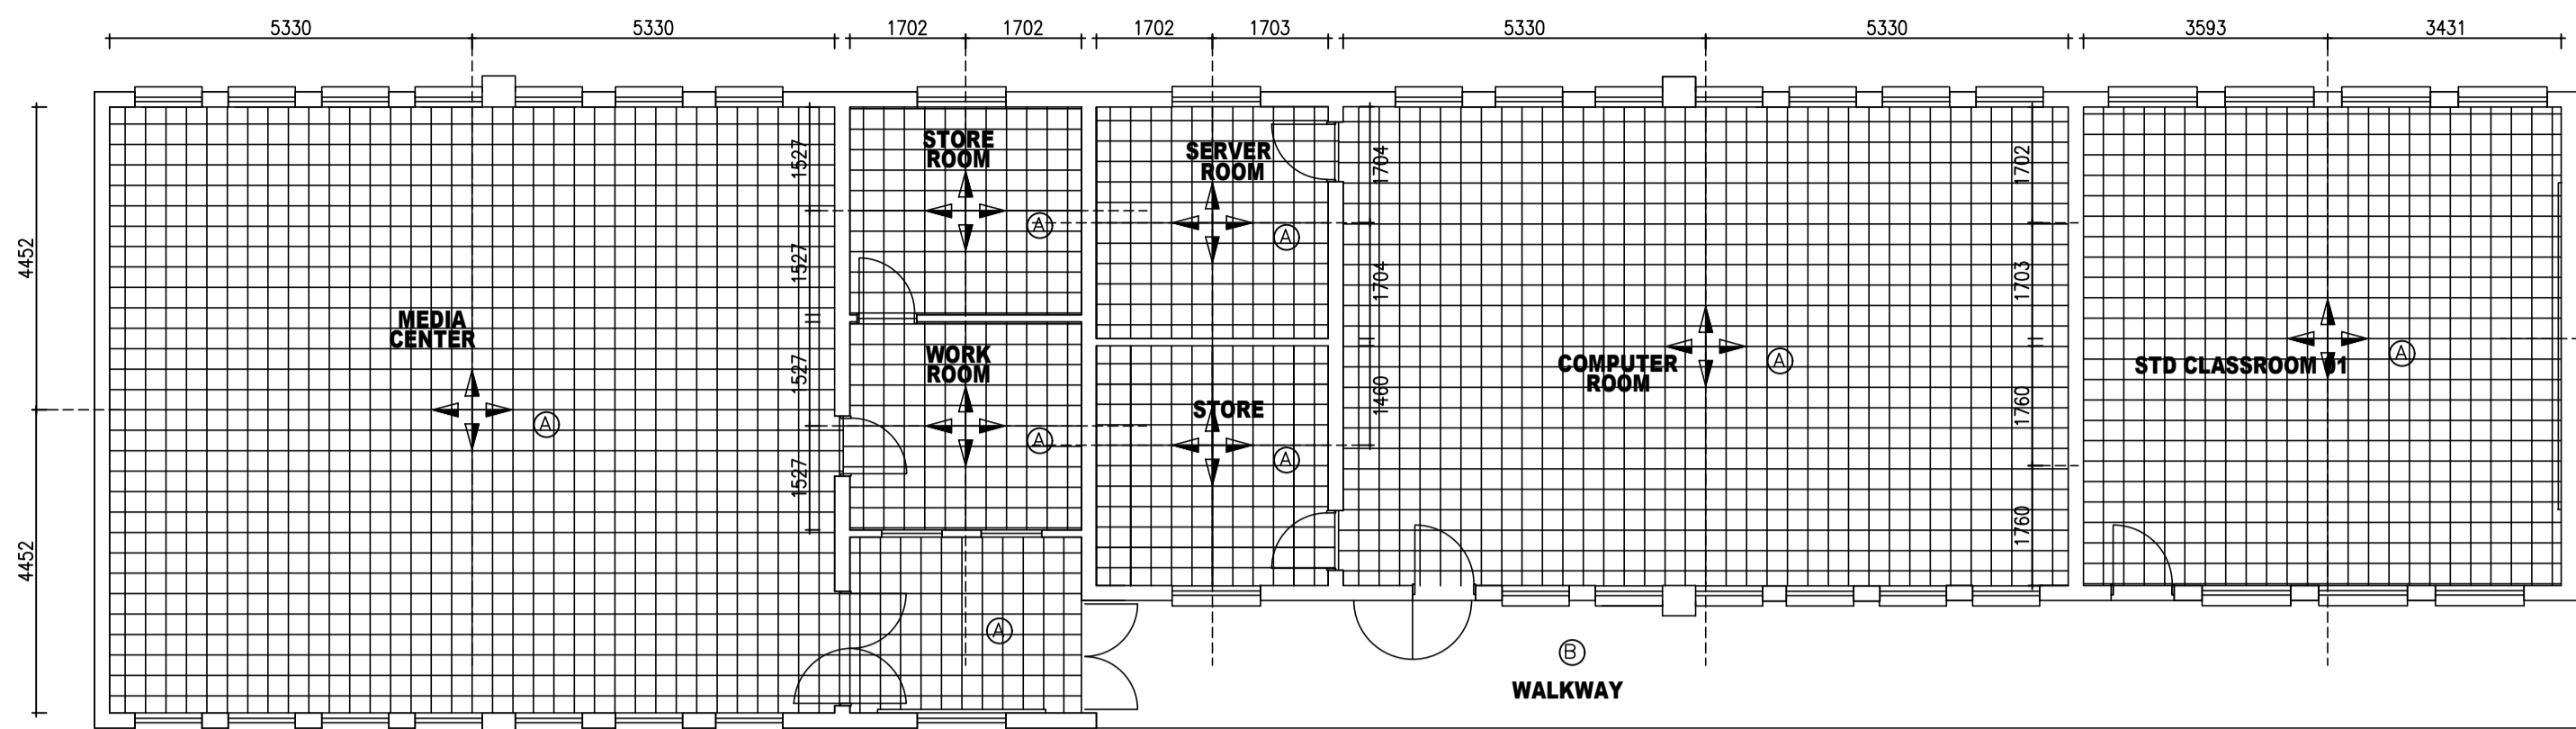 5330 5330 1702 1702 1702 1703 5330 5330 3593 3431
4452
4452
1527
1527
1527
1527
STORE
ROOM
A
SERVER
ROOM
A
1704
1704
1460
1702
1703
1760
1760
MEDIA
CENTER
A
WORK
ROOM
A
STORE
A
COMPUTER
ROOM
A
STD CLASSROOM 01
A
A
B
WALKWAY